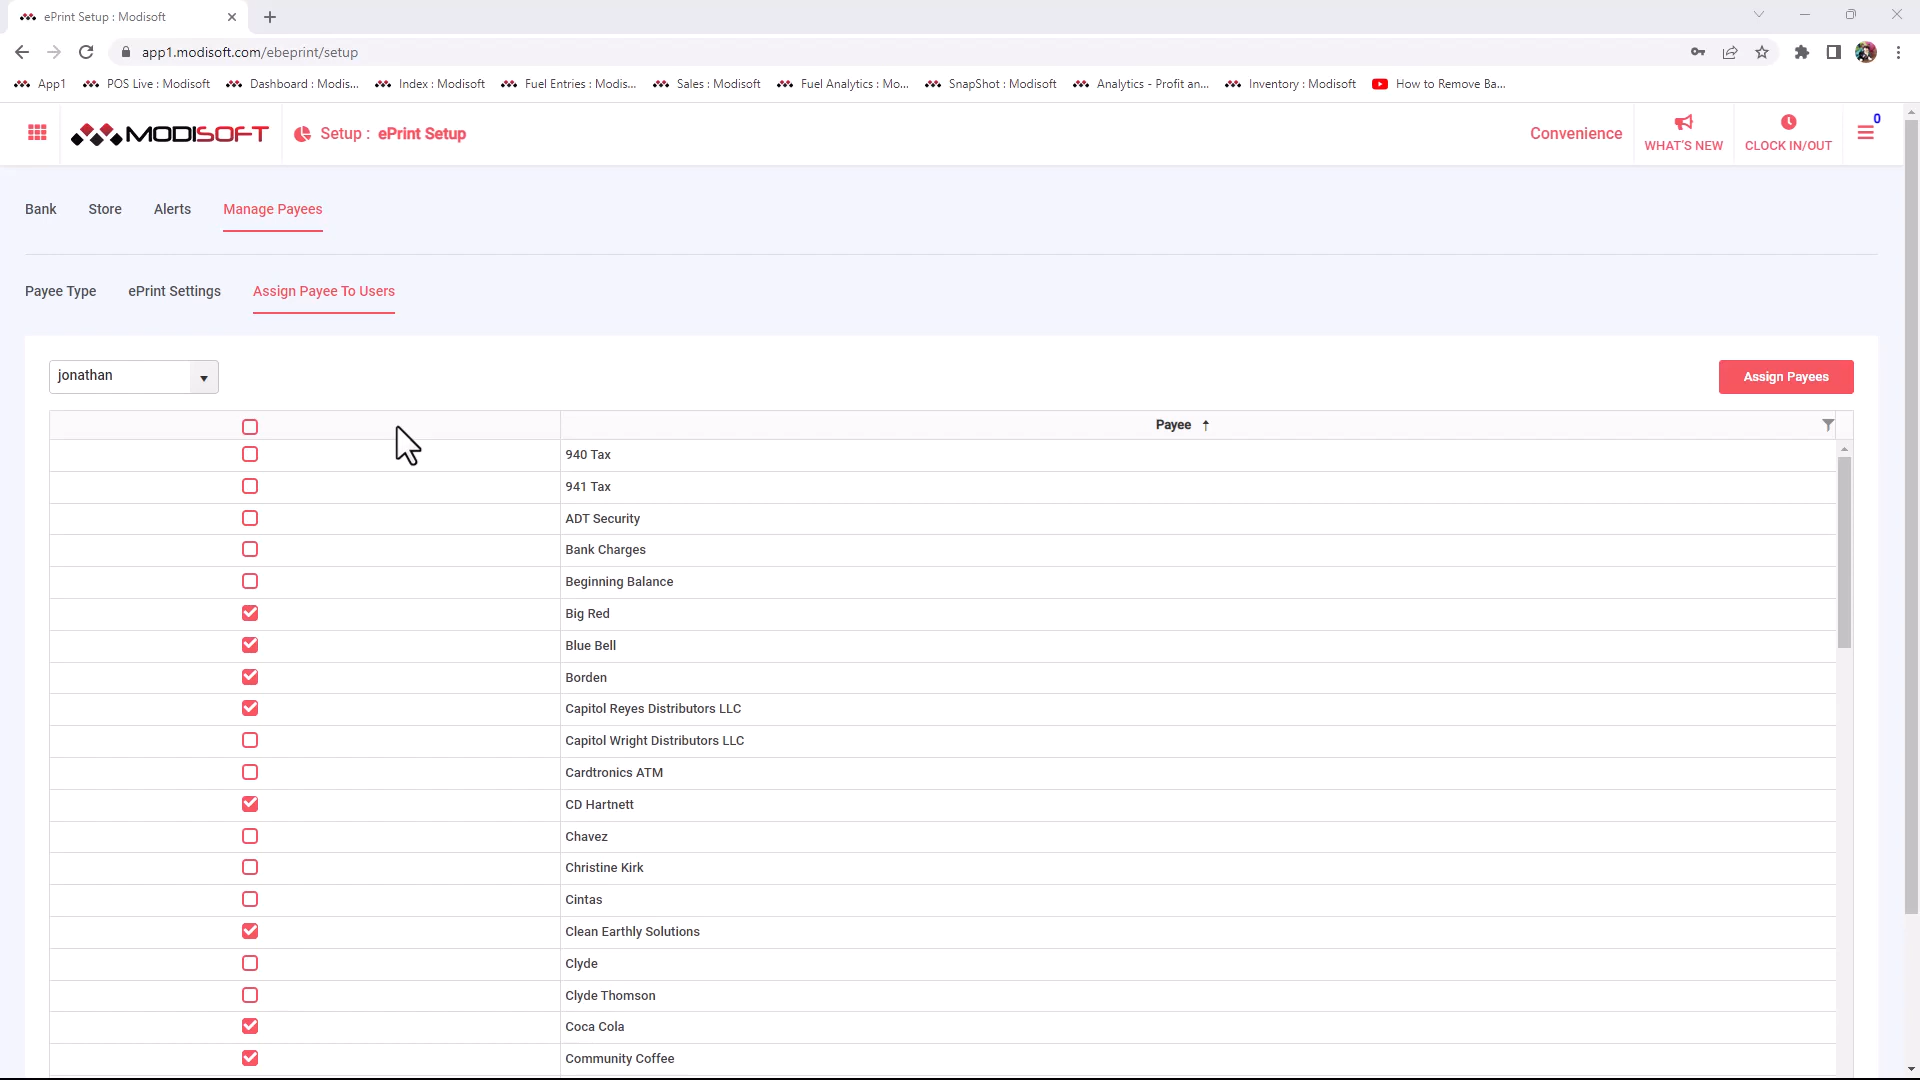 ePrint Setup : Modisoft
app1.modisoft.com/ebeprint/setup
App1 POS Live : Modisoft Dashboard : Modis... Index : Modisoft Fuel Entries : Modis... Sales : Modisoft Fuel Analytics : Mo... SnapShot : Modisoft Analytics - Profit an... Inventory : Modisoft How to Remove Ba...
MODISOFT Setup : ePrint Setup Convenience WHAT'S NEW CLOCK IN/OUT 0
Bank Store Alerts Manage Payees
Payee Type ePrint Settings Assign Payee To Users
jonathan Assign Payees
Payee
940 Tax
941 Tax
ADT Security
Bank Charges
Beginning Balance
Big Red
Blue Bell
Borden
Capitol Reyes Distributors LLC
Capitol Wright Distributors LLC
Cardtronics ATM
CD Hartnett
Chavez
Christine Kirk
Cintas
Clean Earthly Solutions
Clyde
Clyde Thomson
Coca Cola
Community Coffee